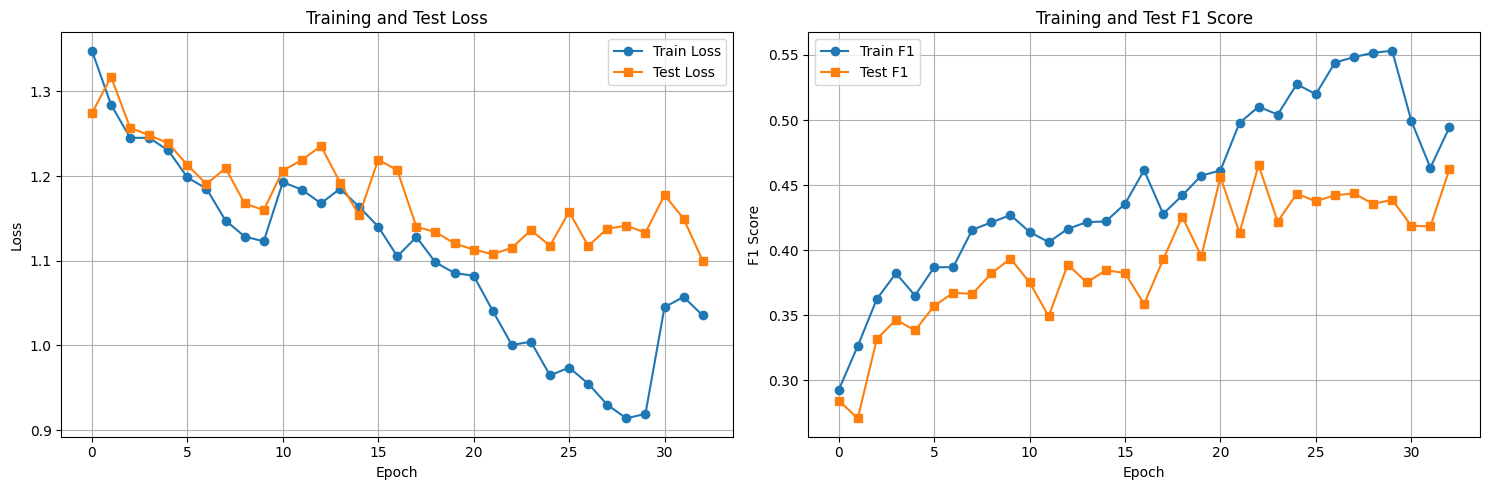 Training and Test Loss
Train Loss
Test Loss
1.3
1.2
1.1
1.0
0.9
Loss
0 5 10 15 20 25 30
Epoch
Training and Test F1 Score
Train F1
Test F1
0.55
0.50
0.45
0.40
0.35
0.30
F1 Score
0 5 10 15 20 25 30
Epoch